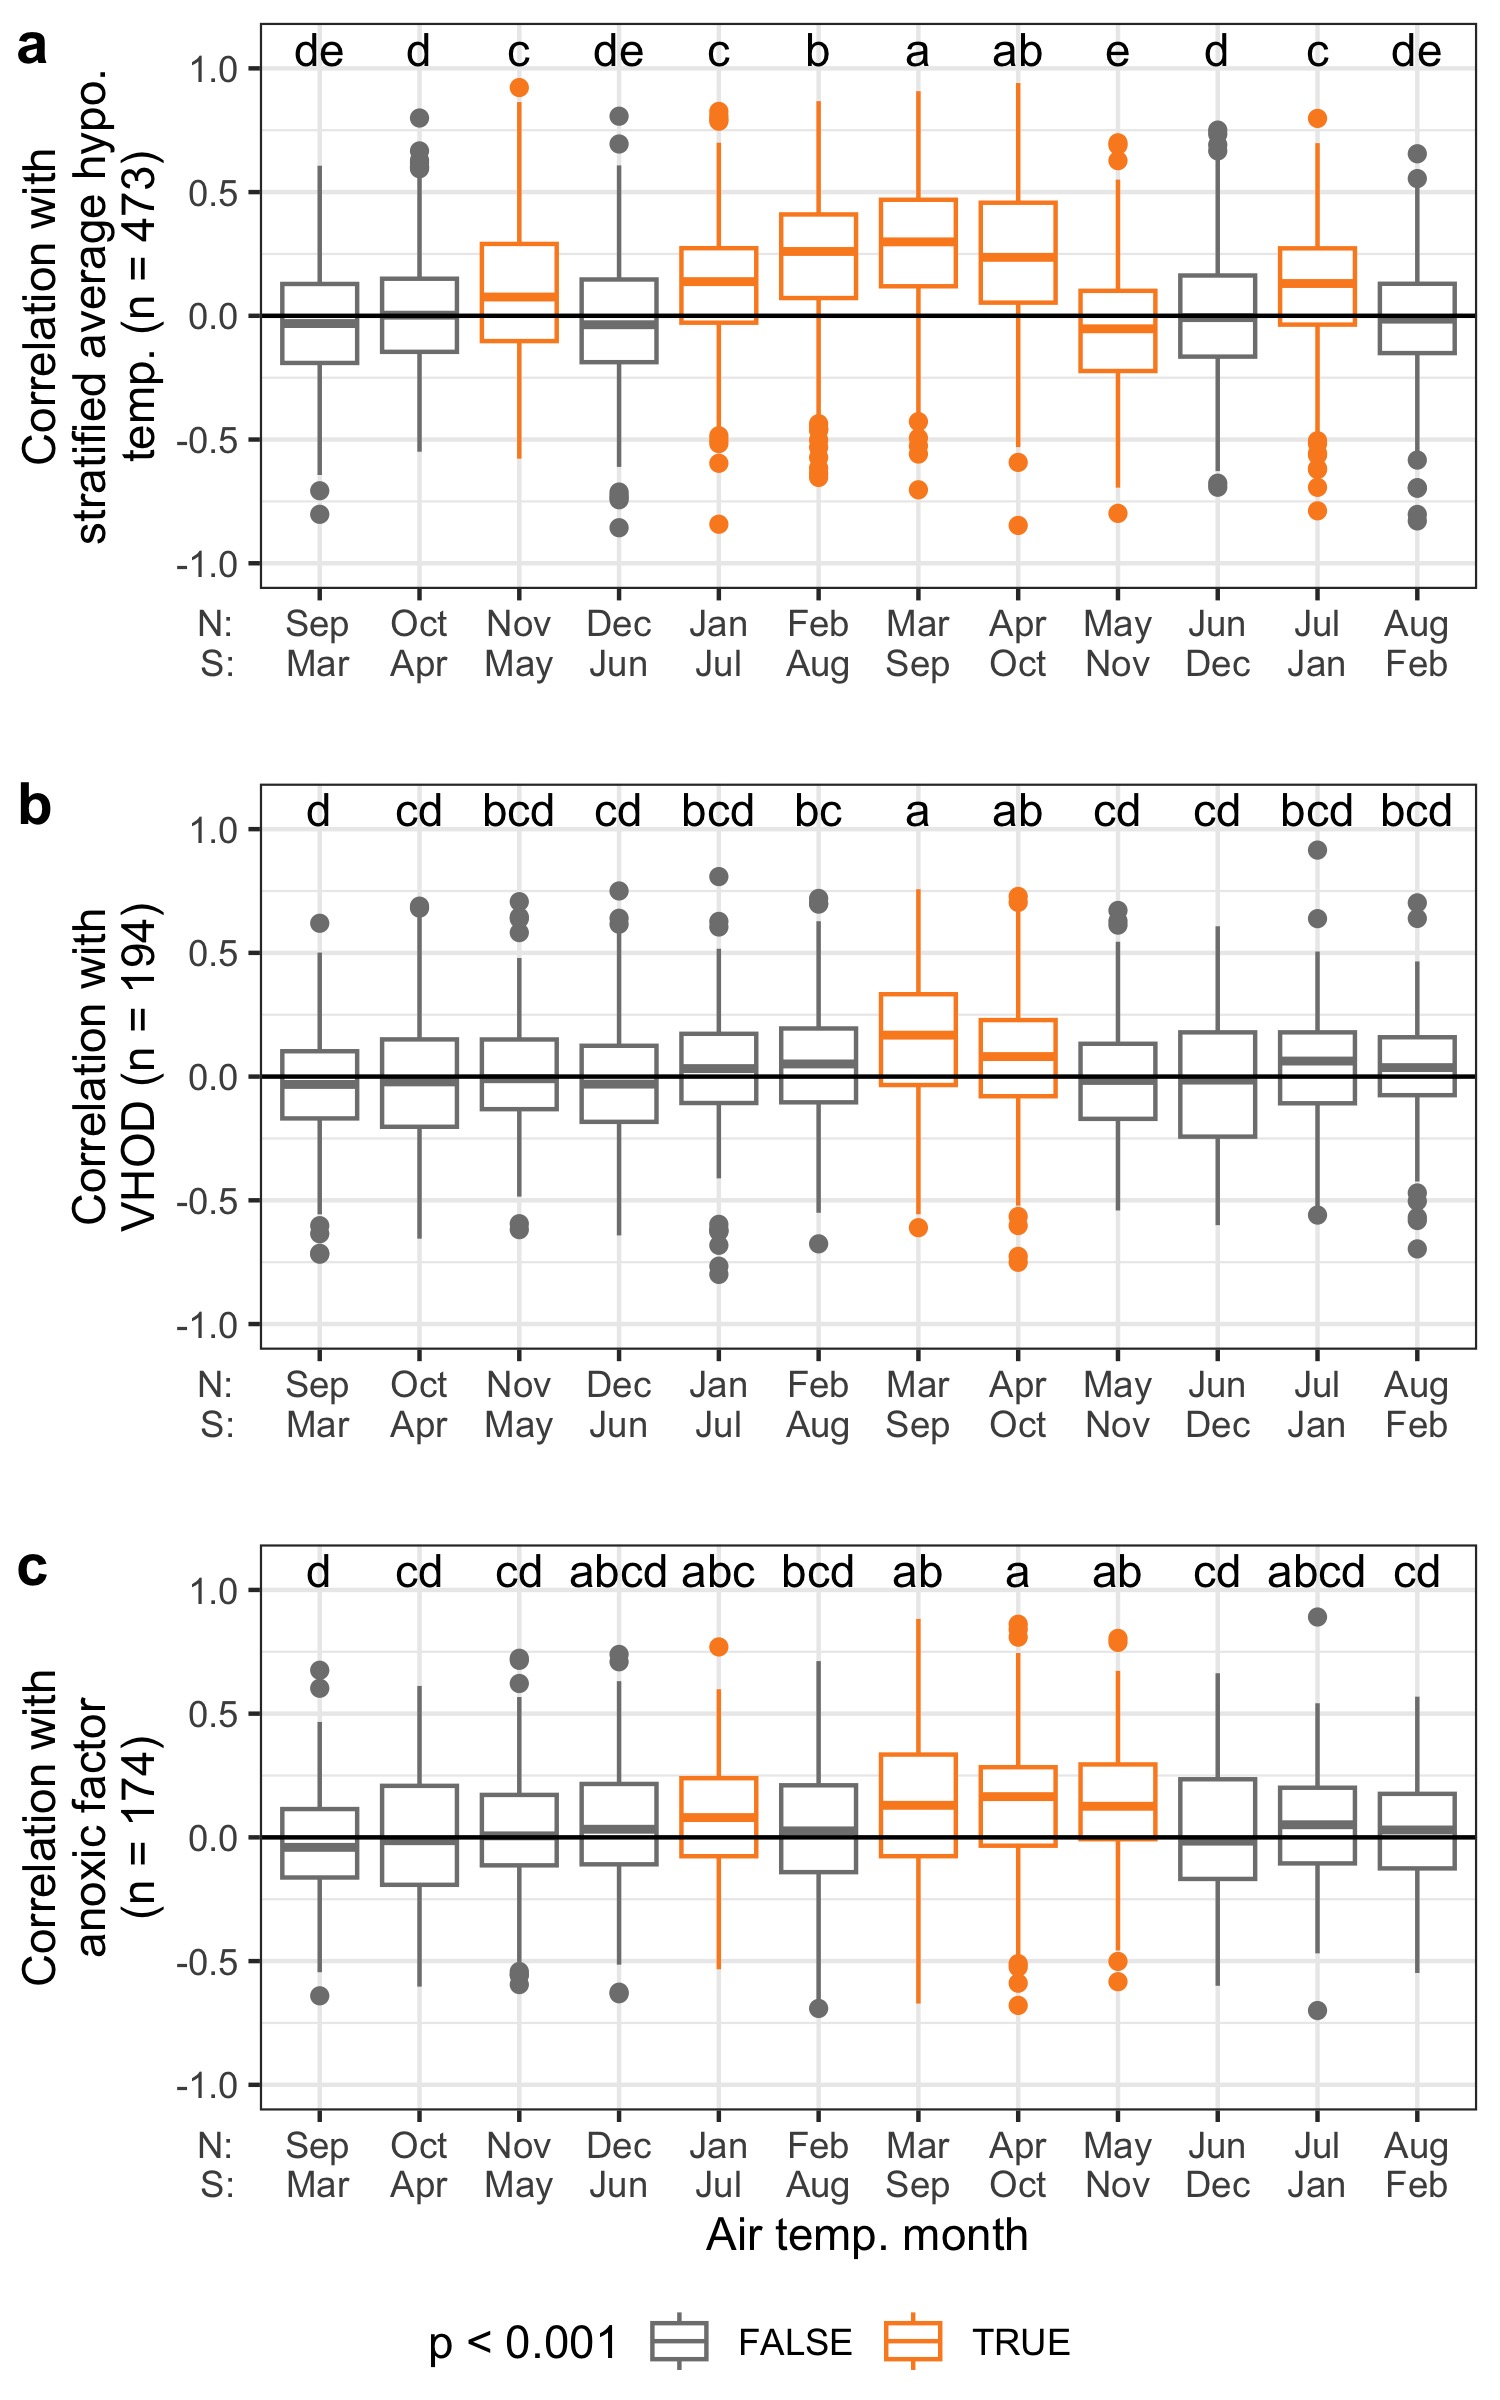 a
Correlation with
stratified average hypo.
temp. (n = 473)
de d c de c b a ab e d c de
1.0
0.5
0.0
-0.5
-1.0
N: Sep Oct Nov Dec Jan Feb Mar Apr May Jun Jul Aug
S: Mar Apr May Jun Jul Aug Sep Oct Nov Dec Jan Feb
b
Correlation with
VHOD (n = 194)
d cd bcd cd bcd bc a ab cd cd bcd bcd
1.0
0.5
0.0
-0.5
-1.0
N: Sep Oct Nov Dec Jan Feb Mar Apr May Jun Jul Aug
S: Mar Apr May Jun Jul Aug Sep Oct Nov Dec Jan Feb
c
Correlation with
anoxic factor
(n = 174)
d cd cd abcd abc bcd ab a ab cd abcd cd
1.0
0.5
0.0
-0.5
-1.0
N: Sep Oct Nov Dec Jan Feb Mar Apr May Jun Jul Aug
S: Mar Apr May Jun Jul Aug Sep Oct Nov Dec Jan Feb
Air temp. month
p < 0.001 FALSE TRUE